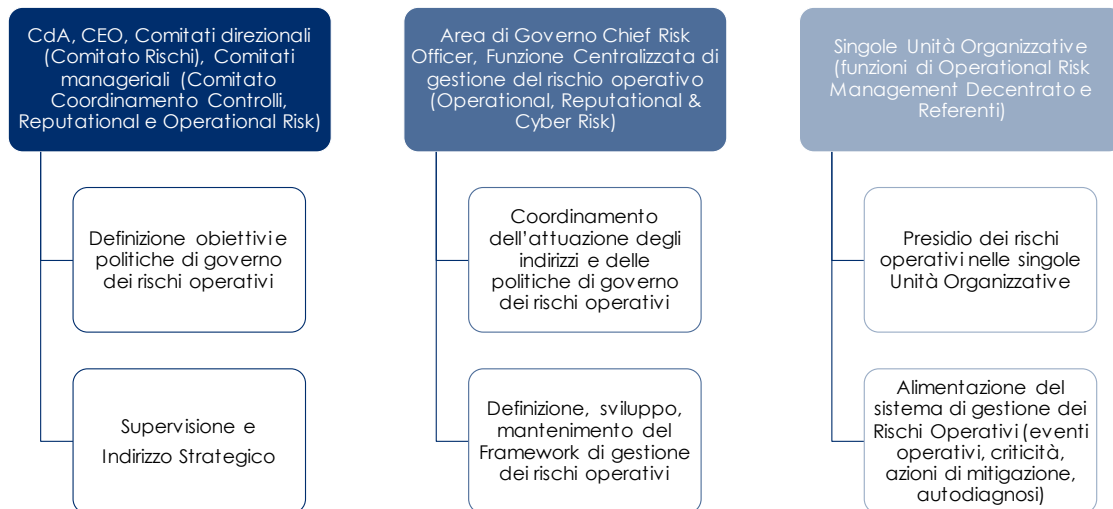 CdA, CEO, Comitati direzionali
(Comitato Rischi), Comitati
manageriali (Comitato
Coordinamento Controlli,
Reputational e Operational Risk)
Definizione obiettivi e
politiche di governo
dei rischi operativi
Supervisione e
Indirizzo Strategico
Area di Governo Chief Risk
Officer, Funzione Centralizzata di
gestione del rischio operativo
(Operational, Reputational &
Cyber Risk)
Coordinamento
dell'attuazione degli
indirizzi e delle
politiche di governo
dei rischi operativi
Definizione, sviluppo,
mantenimento del
Framework di gestione
dei rischi operativi
Singole Unità Organizzative
(funzioni di Operational Risk
Management Decentrato e
Referenti)
Presidio dei rischi
operativi nelle singole
Unità Organizzative
Alimentazione del
sistema di gestione dei
Rischi Operativi (eventi
operativi, criticità,
azioni di mitigazione,
autodiagnosi)